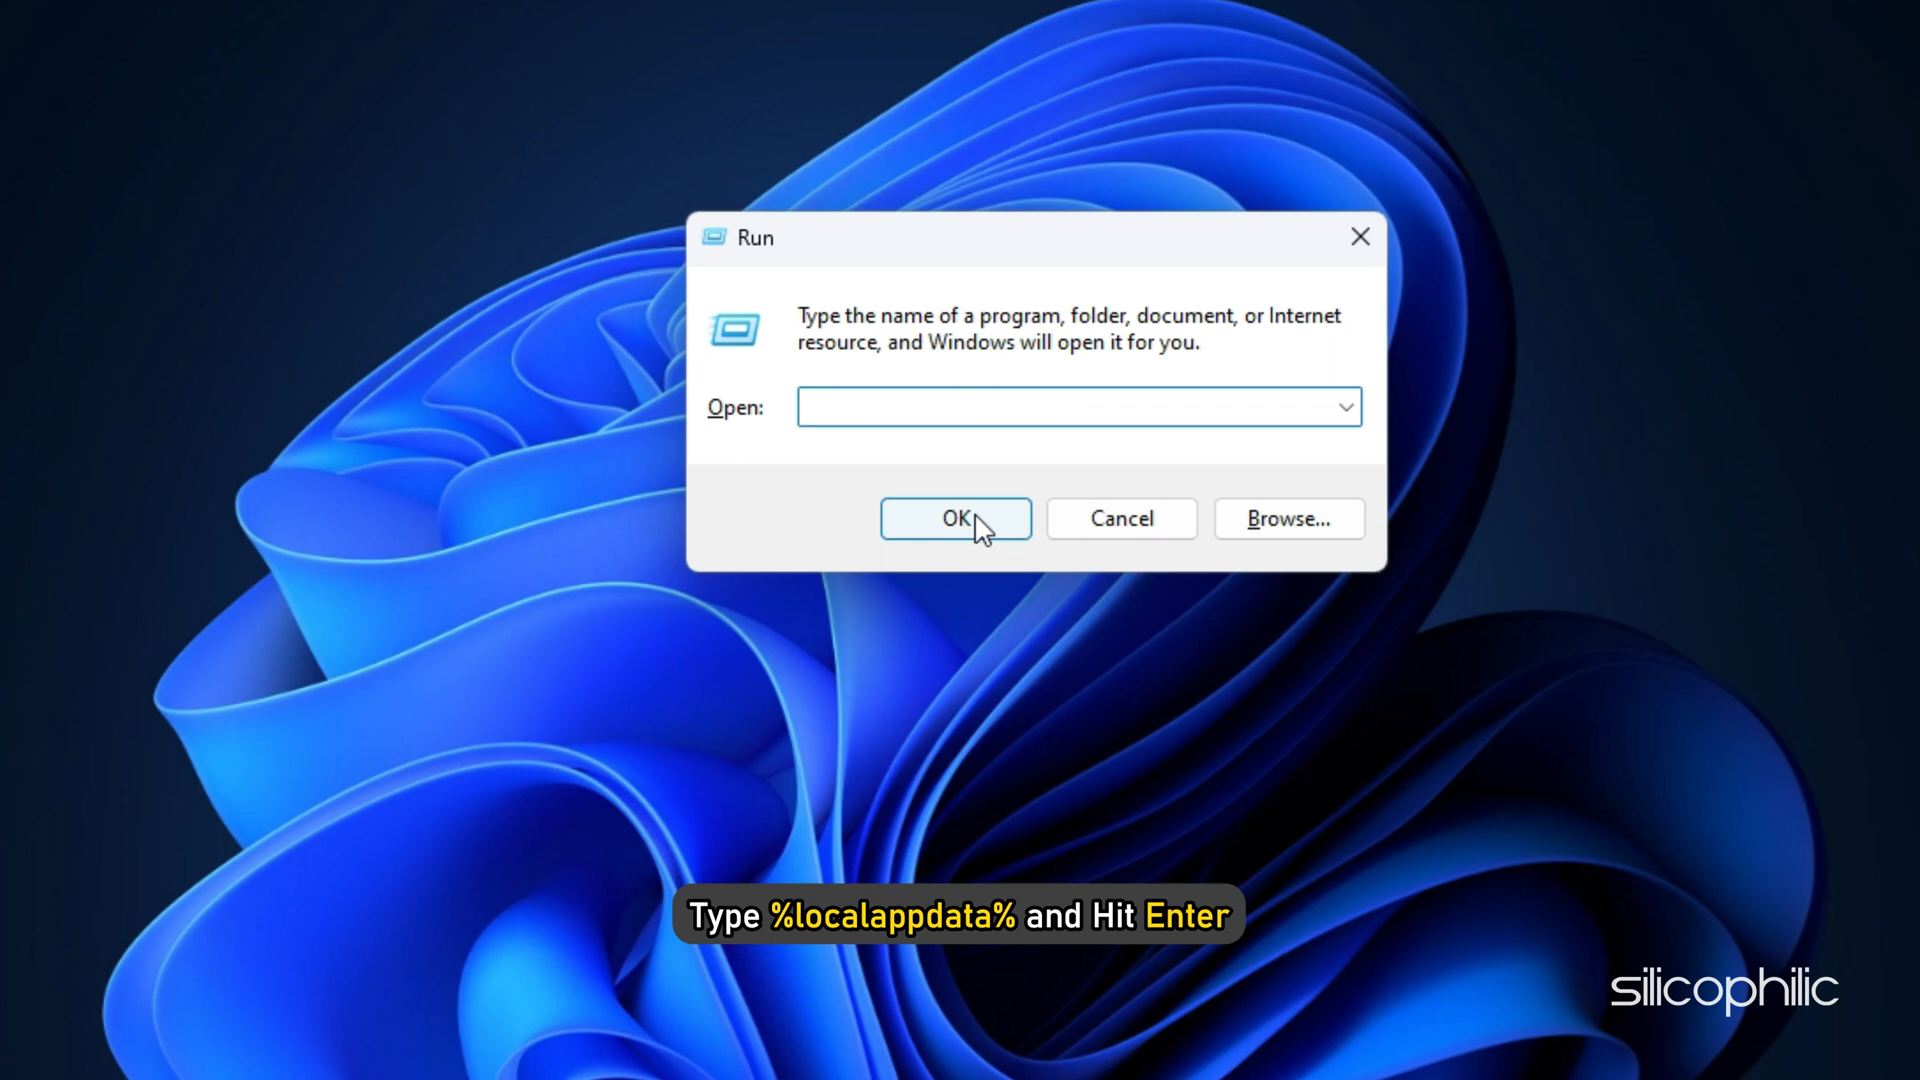 Run
Type the name of a program, folder, document, or Internet
resource, and Windows will open it for you.
Open:
OK
Cancel
Browse...
Type %localappdata% and Hit Enter
silicophilic